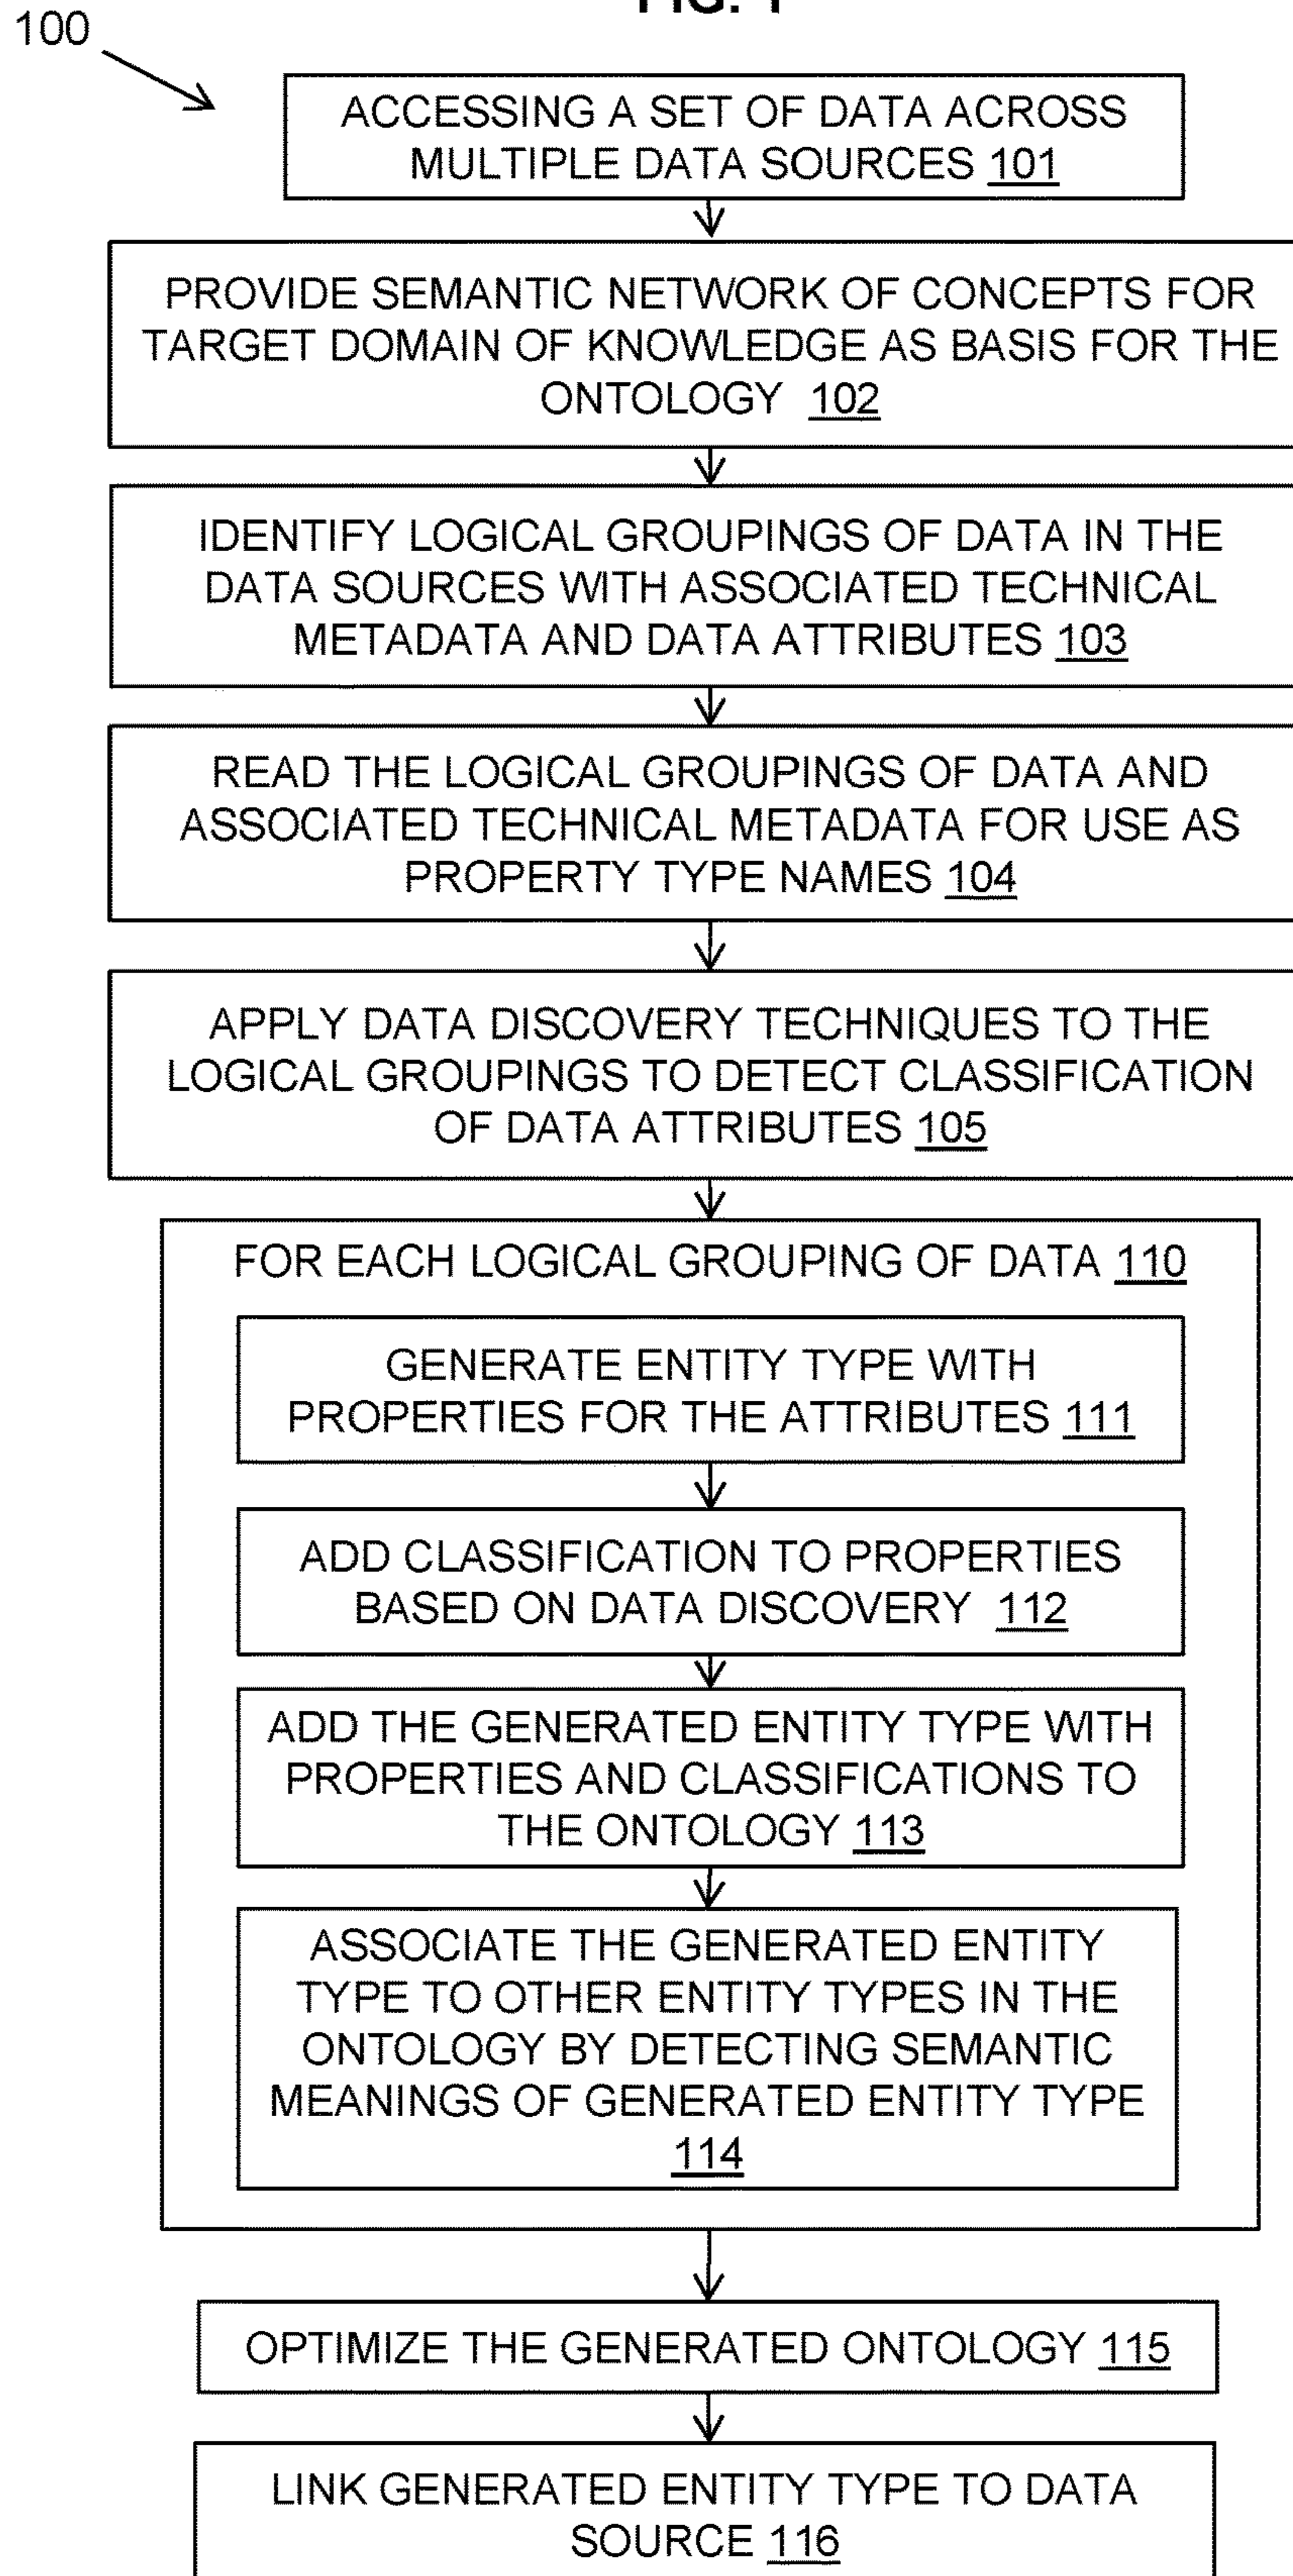 FIG. 1
100
ACCESSING A SET OF DATA ACROSS
MULTIPLE DATA SOURCES 101
PROVIDE SEMANTIC NETWORK OF CONCEPTS FOR
TARGET DOMAIN OF KNOWLEDGE AS BASIS FOR THE
ONTOLOGY 102
IDENTIFY LOGICAL GROUPINGS OF DATA IN THE
DATA SOURCES WITH ASSOCIATED TECHNICAL
METADATA AND DATA ATTRIBUTES 103
READ THE LOGICAL GROUPINGS OF DATA AND
ASSOCIATED TECHNICAL METADATA FOR USE AS
PROPERTY TYPE NAMES 104
APPLY DATA DISCOVERY TECHNIQUES TO THE
LOGICAL GROUPINGS TO DETECT CLASSIFICATION
OF DATA ATTRIBUTES 105
FOR EACH LOGICAL GROUPING OF DATA 110
GENERATE ENTITY TYPE WITH
PROPERTIES FOR THE ATTRIBUTES 111
ADD CLASSIFICATION TO PROPERTIES
BASED ON DATA DISCOVERY 112
ADD THE GENERATED ENTITY TYPE WITH
PROPERTIES AND CLASSIFICATIONS TO
THE ONTOLOGY 113
ASSOCIATE THE GENERATED ENTITY
TYPE TO OTHER ENTITY TYPES IN THE
ONTOLOGY BY DETECTING SEMANTIC
MEANINGS OF GENERATED ENTITY TYPE
114
OPTIMIZE THE GENERATED ONTOLOGY 115
LINK GENERATED ENTITY TYPE TO DATA
SOURCE 116